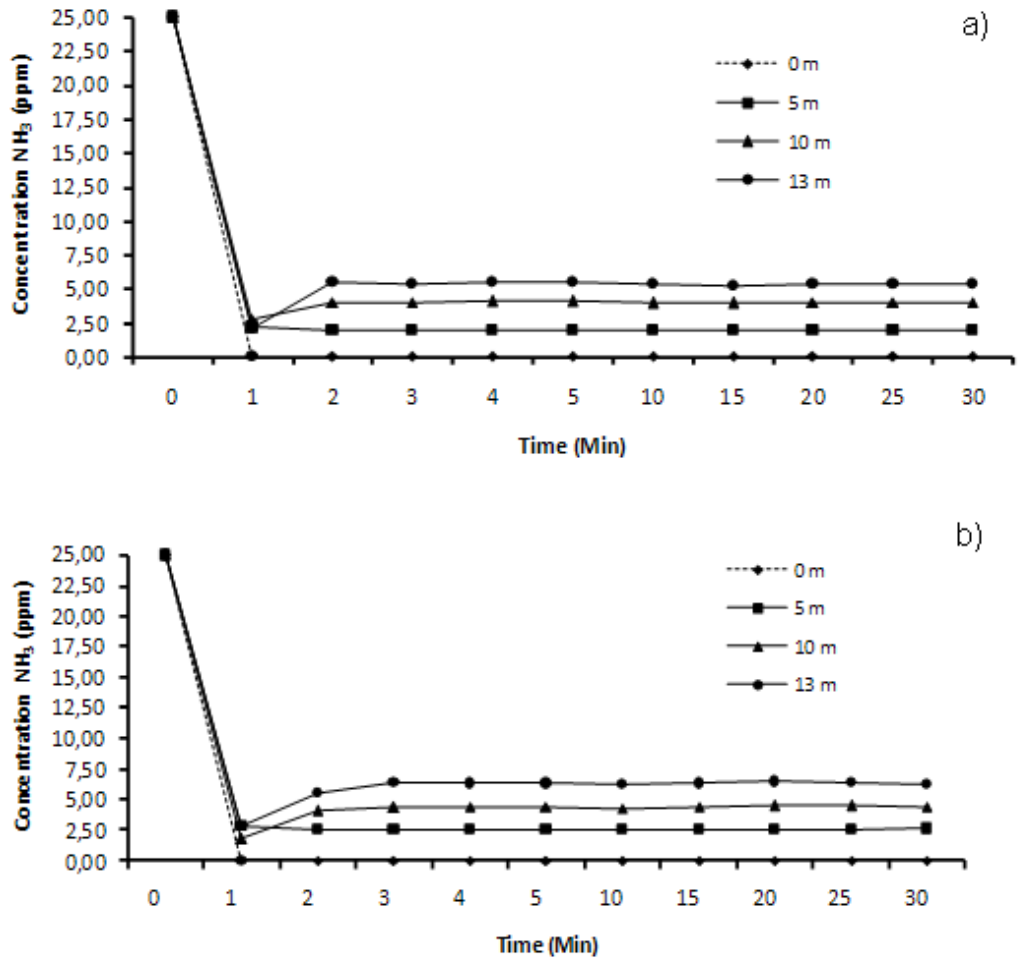 a)
Concentration NH₃ (ppm)
25,00
22,50
20,00
17,50
15,00
12,50
10,00
7,50
5,00
2,50
0,00
0 m
5 m
10 m
13 m
0 1 2 3 4 5 10 15 20 25 30
Time (Min)
b)
Concentration NH₃ (ppm)
25,00
22,50
20,00
17,50
15,00
12,50
10,00
7,50
5,00
2,50
0,00
0 m
5 m
10 m
13 m
0 1 2 3 4 5 10 15 20 25 30
Time (Min)